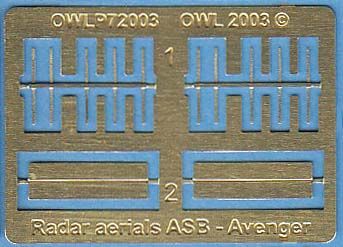 OWLP72003 OWL 2003 ©
1
2
Radar aerials ASB - Avenger